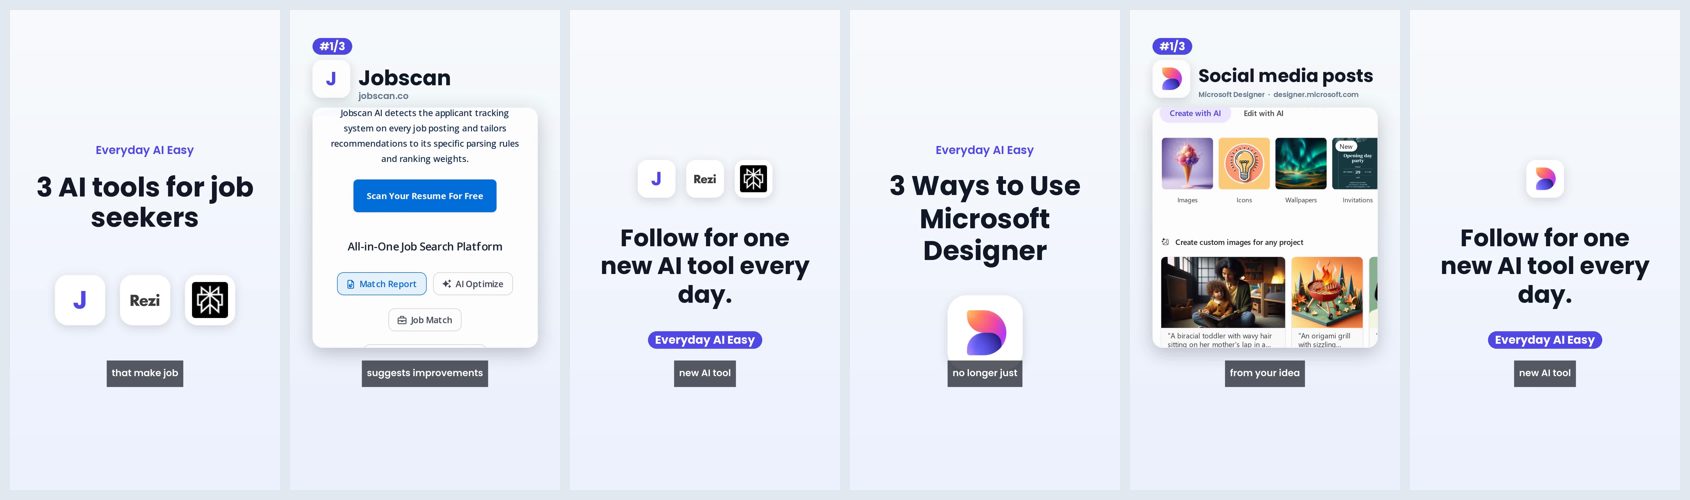 Everyday AI Easy
3 AI tools for job
seekers
J
Rezi
that make job
#1/3
J
Jobscan
jobscan.co
Jobscan AI detects the applicant tracking
system on every job posting and tailors
recommendations to its specific parsing rules
and ranking weights.
Scan Your Resume For Free
All-in-One Job Search Platform
Match Report
AI Optimize
Job Match
suggests improvements
J
Rezi
Follow for one
new AI tool every
day.
Everyday AI Easy
new AI tool
Everyday AI Easy
3 Ways to Use
Microsoft
Designer
no longer just
#1/3
Social media posts
Microsoft Designer · designer.microsoft.com
Create with AI
Edit with AI
New
Opening day
party
29
Images
Icons
Wallpapers
Invitations
Create custom images for any project
"A biracial toddler with wavy hair
sitting on her mother's lap in a...
"An origami grill
with sizzling...
from your idea
Follow for one
new AI tool every
day.
Everyday AI Easy
new AI tool